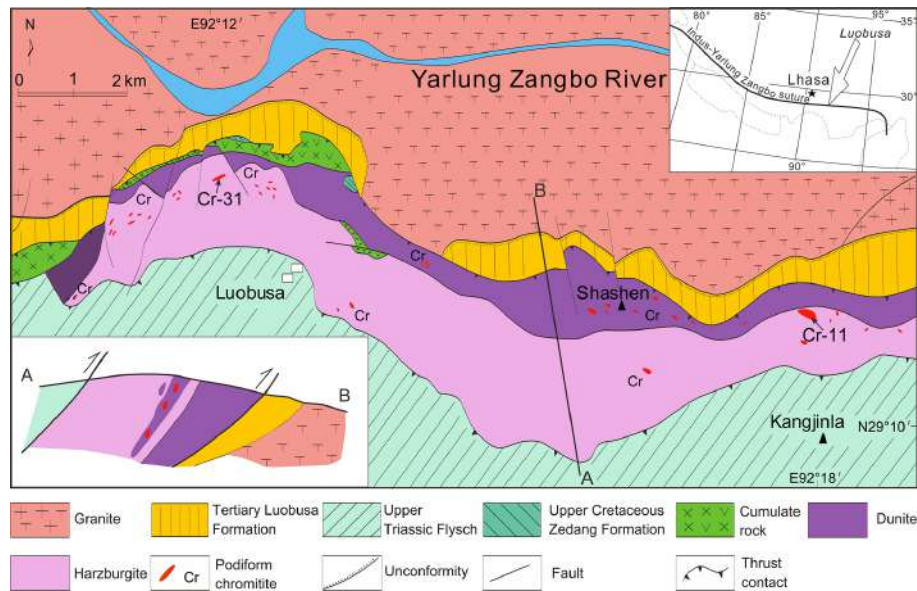 N
E92°12′
0 1 2 km
Yarlung Zangbo River
80° 85° 95° 35°
Luobusa
Indus-Yarlung Zangbo sutura
Lhasa
30°
90°
Cr
Cr
Cr-31
B
Cr
Luobusa
Shashen
Cr
Cr
Cr
Cr-11
Cr
A
B
Kangjinla
N29°10′
A
E92°18′
Granite
Tertiary Luobusa
Formation
Upper
Triassic Flysch
Upper Cretaceous
Zedang Formation
Cumulate
rock
Dunite
Harzburgite
Cr
Podiform
chromitite
Unconformity
Fault
Thrust
contact